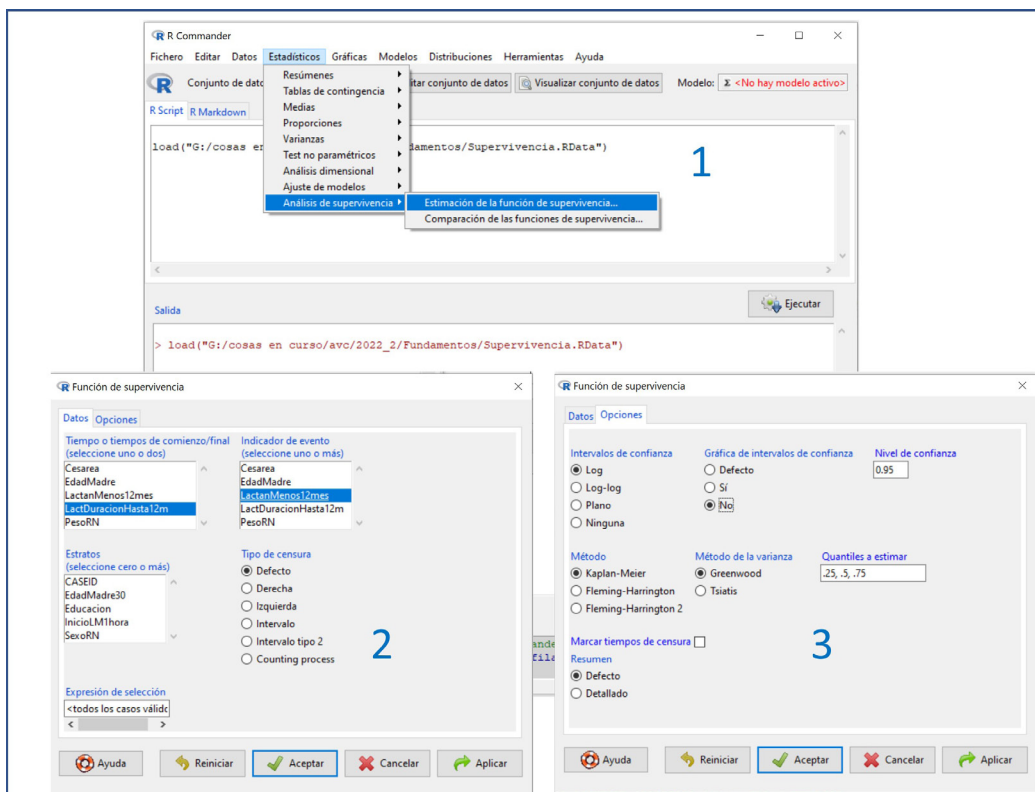 R Commander
Fichero Editar Datos Estadísticos Gráficas Modelos Distribuciones Herramientas Ayuda
Conjunto de dato itar conjunto de datos Visualizar conjunto de datos Modelo: Σ <No hay modelo activo>
R Script R Markdown
load("G:/cosas en damentos/Supervivencia.RData")
Resúmenes
Tablas de contingencia
Medias
Proporciones
Varianzas
Test no paramétricos
Análisis dimensional
Ajuste de modelos
Análisis de supervivencia
Estimación de la función de supervivencia...
Comparación de las funciones de supervivencia...
1
Salida
Ejecutar
> load("G:/cosas en curso/avc/2022_2/Fundamentos/Supervivencia.RData")
Función de supervivencia
Datos Opciones
Tiempo o tiempos de comienzo/final
(seleccione uno o dos)
Cesarea
EdadMadre
LactanMenos12mes
LactDuracionHasta12m
PesoRN
Indicador de evento
(seleccione uno o más)
Cesarea
EdadMadre
LactanMenos12mes
LactDuracionHasta12m
PesoRN
Estratos
(seleccione cero o más)
CASEID
EdadMadre30
Educacion
InicioLM1hora
SexoRN
Tipo de censura
Defecto
Derecha
Izquierda
Intervalo
Intervalo tipo 2
Counting process
2
Expresión de selección
<todos los casos válidc
Ayuda Reiniciar Aceptar Cancelar Aplicar
ande
fila
Función de supervivencia
Datos Opciones
Intervalos de confianza
Log
Log-log
Plano
Ninguna
Gráfica de intervalos de confianza
Defecto
Sí
No
Nivel de confianza
0.95
Método
Kaplan-Meier
Fleming-Harrington
Fleming-Harrington 2
Método de la varianza
Greenwood
Tsiatis
Quantiles a estimar
.25, .5, .75
Marcar tiempos de censura
Resumen
Defecto
Detallado
3
Ayuda Reiniciar Aceptar Cancelar Aplicar